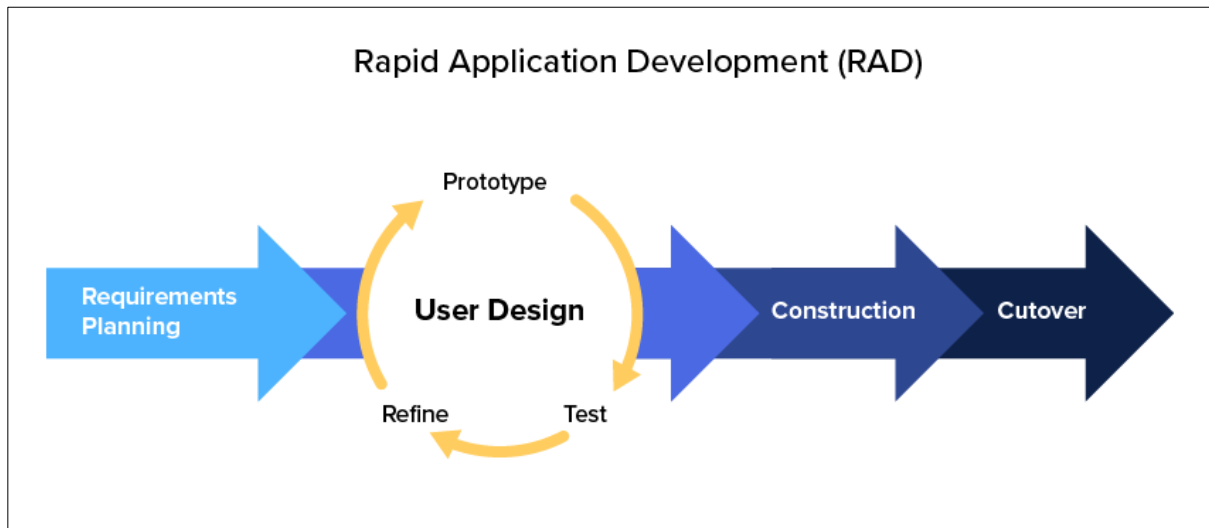 Rapid Application Development (RAD)
Prototype
Requirements
Planning
User Design
Construction
Cutover
Refine
Test